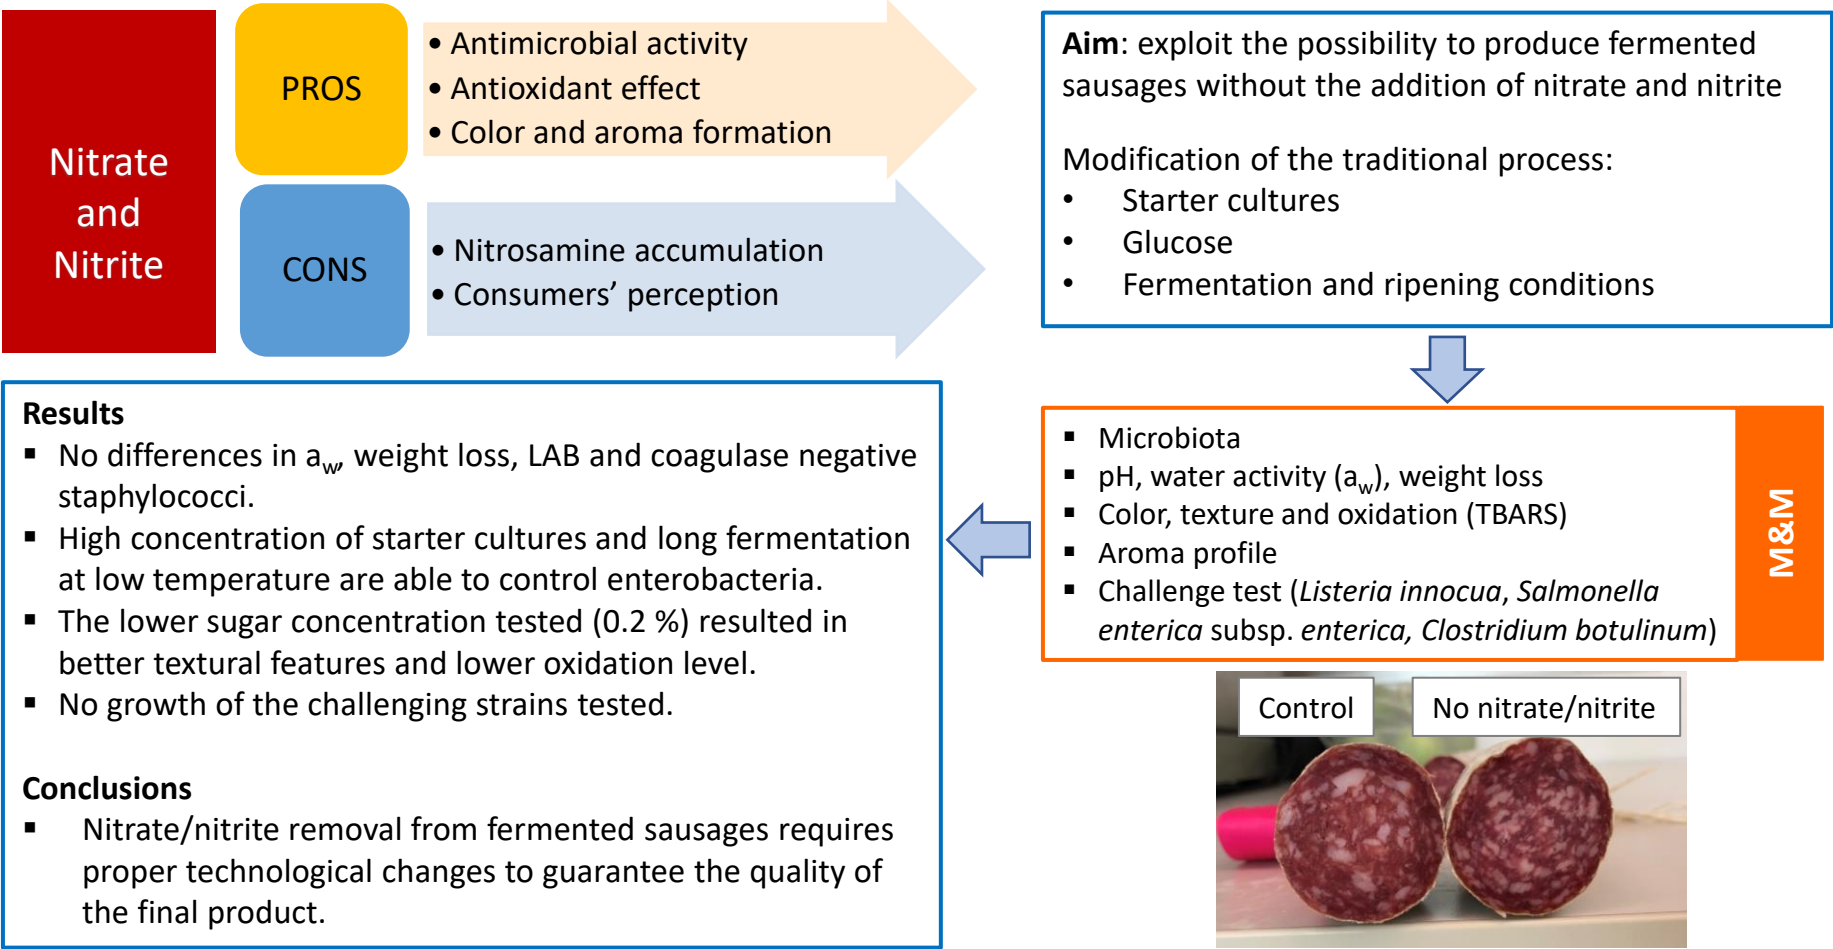 Nitrate
and
Nitrite
PROS
• Antimicrobial activity
• Antioxidant effect
• Color and aroma formation
CONS
• Nitrosamine accumulation
• Consumers’ perception
Aim: exploit the possibility to produce fermented
sausages without the addition of nitrate and nitrite
Modification of the traditional process:
• Starter cultures
• Glucose
• Fermentation and ripening conditions
▪ Microbiota
▪ pH, water activity (aw), weight loss
▪ Color, texture and oxidation (TBARS)
▪ Aroma profile
▪ Challenge test (Listeria innocua, Salmonella
enterica subsp. enterica, Clostridium botulinum)
M&M
Control
No nitrate/nitrite
Results
▪ No differences in aw, weight loss, LAB and coagulase negative
staphylococci.
▪ High concentration of starter cultures and long fermentation
at low temperature are able to control enterobacteria.
▪ The lower sugar concentration tested (0.2 %) resulted in
better textural features and lower oxidation level.
▪ No growth of the challenging strains tested.
Conclusions
▪ Nitrate/nitrite removal from fermented sausages requires
proper technological changes to guarantee the quality of
the final product.